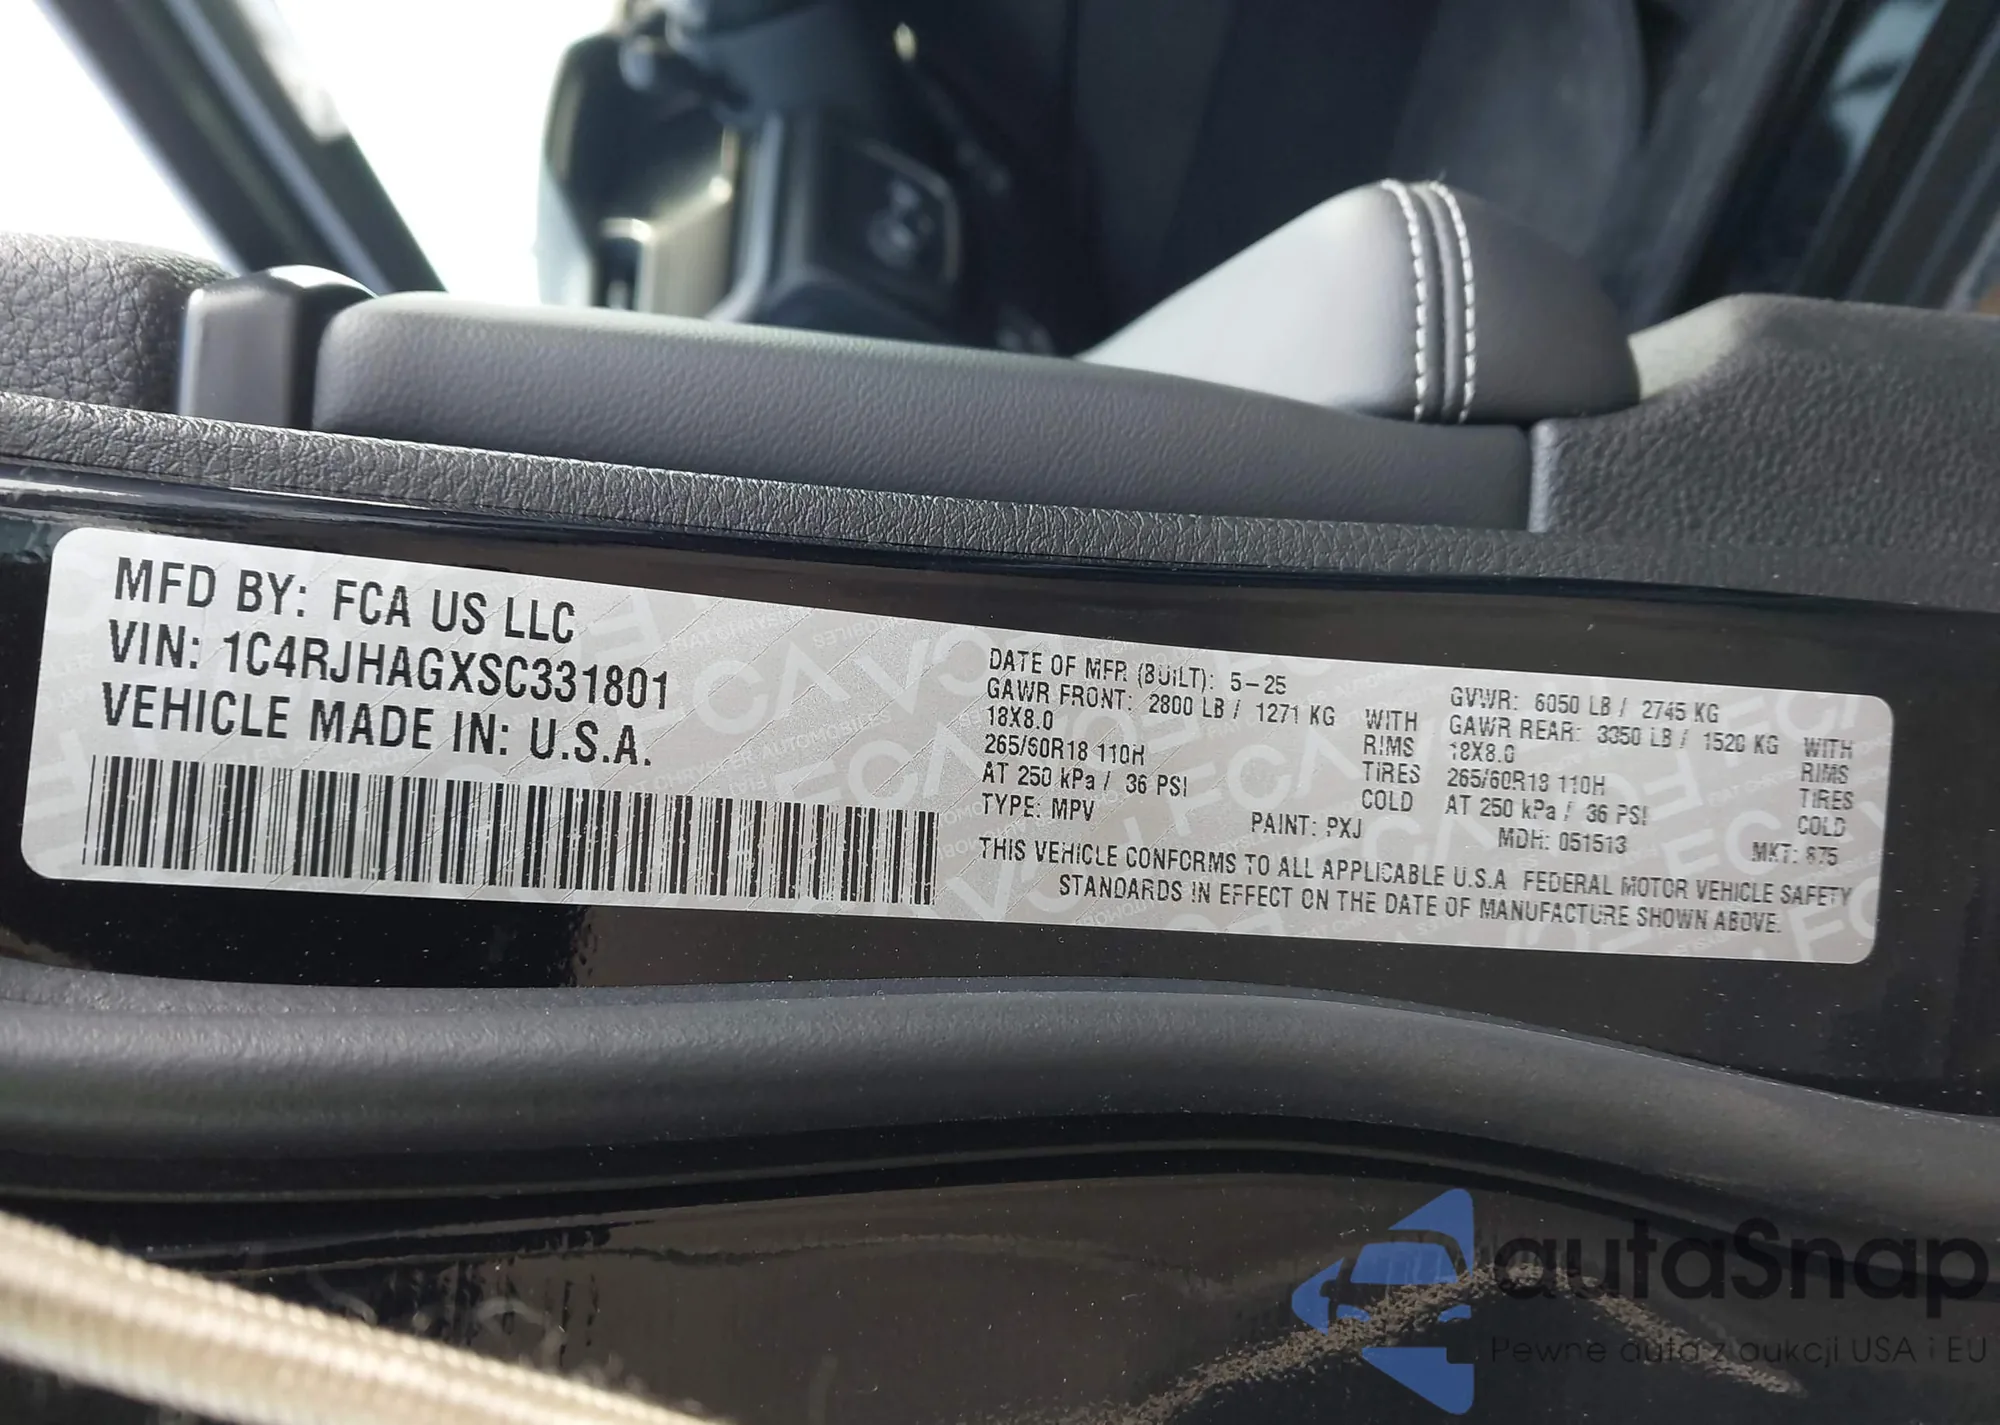 MFD BY: FCA US LLC
VIN: 1C4RJHAGXSC331801
VEHICLE MADE IN: U.S.A.
DATE OF MFR (BUILT): 5-25
GVWR: 6050 LB / 2745 KG
GAWR FRONT: 2800 LB / 1271 KG WITH
18X8.0 RIMS
265/60R18 110H TIRES
AT 250 kPa / 36 PSI COLD
GAWR REAR: 3350 LB / 1520 KG WITH
18X8.0 RIMS
265/60R18 110H TIRES
AT 250 kPa / 36 PSI COLD
TYPE: MPV PAINT: PXJ MDH: 051513 MKT: 875
THIS VEHICLE CONFORMS TO ALL APPLICABLE U.S.A. FEDERAL MOTOR VEHICLE SAFETY
STANDARDS IN EFFECT ON THE DATE OF MANUFACTURE SHOWN ABOVE.
autaSnap
Pewne auta z aukcji USA i EU